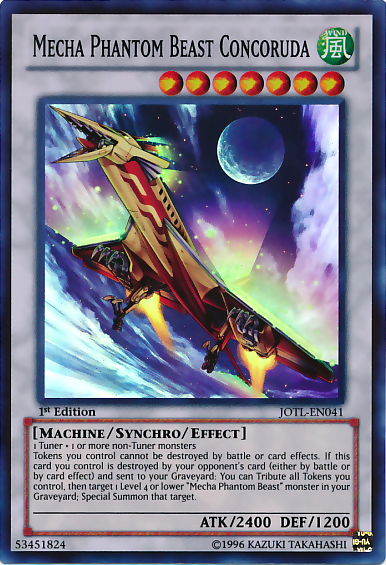 MECHA PHANTOM BEAST CONCORUDA
WIND
風
1st Edition
JOTL-EN041
[MACHINE/SYNCHRO/EFFECT]
1 Tuner + 1 or more non-Tuner monsters
Tokens you control cannot be destroyed by battle or card effects. If this
card you control is destroyed by your opponent's card (either by battle or
by card effect) and sent to your Graveyard: You can Tribute all Tokens you
control, then target 1 Level 4 or lower "Mecha Phantom Beast" monster in your
Graveyard; Special Summon that target.
ATK/2400 DEF/1200
53451824
©1996 KAZUKI TAKAHASHI